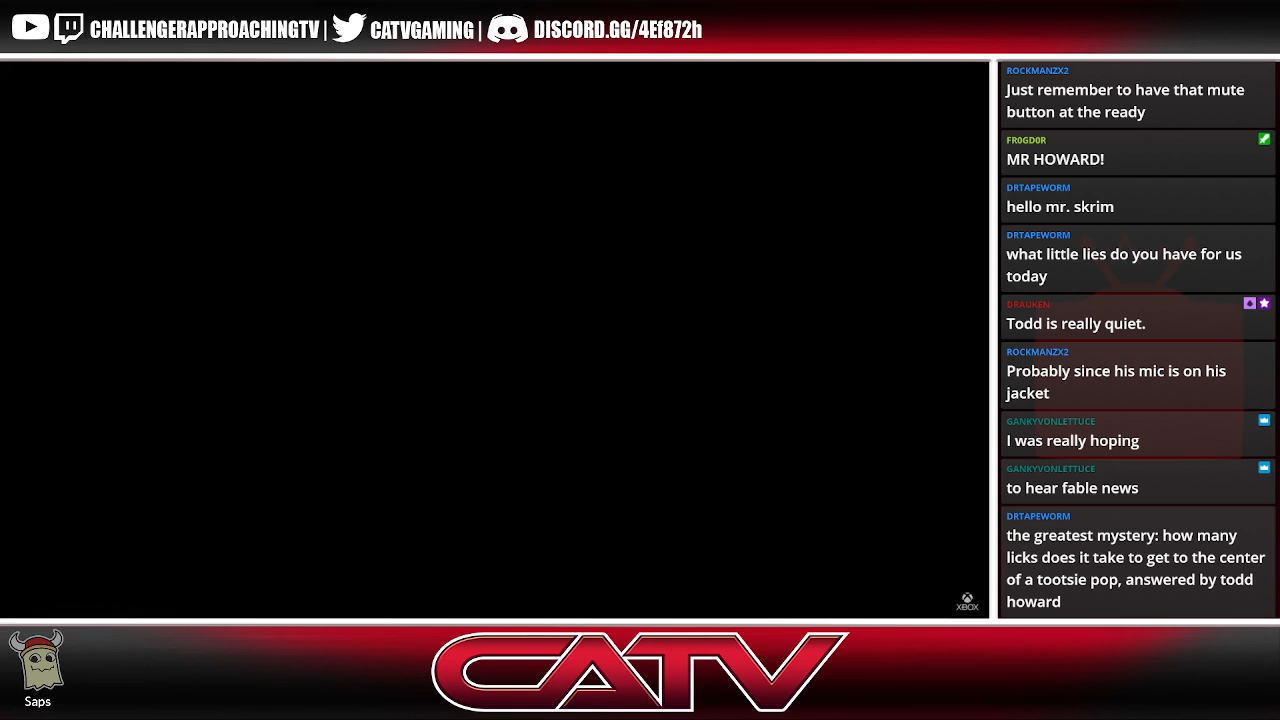 CHALLENGERAPPROACHINGTV | CATVGAMING | DISCORD.GG/4Ef872h
ROCKMANZX2
Just remember to have that mute
button at the ready
FR0GD0R
MR HOWARD!
DRTAPEWORM
hello mr. skrim
DRTAPEWORM
what little lies do you have for us
today
DRAUKEN
Todd is really quiet.
ROCKMANZX2
Probably since his mic is on his
jacket
GANKYVONLETTUCE
I was really hoping
GANKYVONLETTUCE
to hear fable news
DRTAPEWORM
the greatest mystery: how many
licks does it take to get to the center
of a tootsie pop, answered by todd
howard
XBOX
Saps
CATV